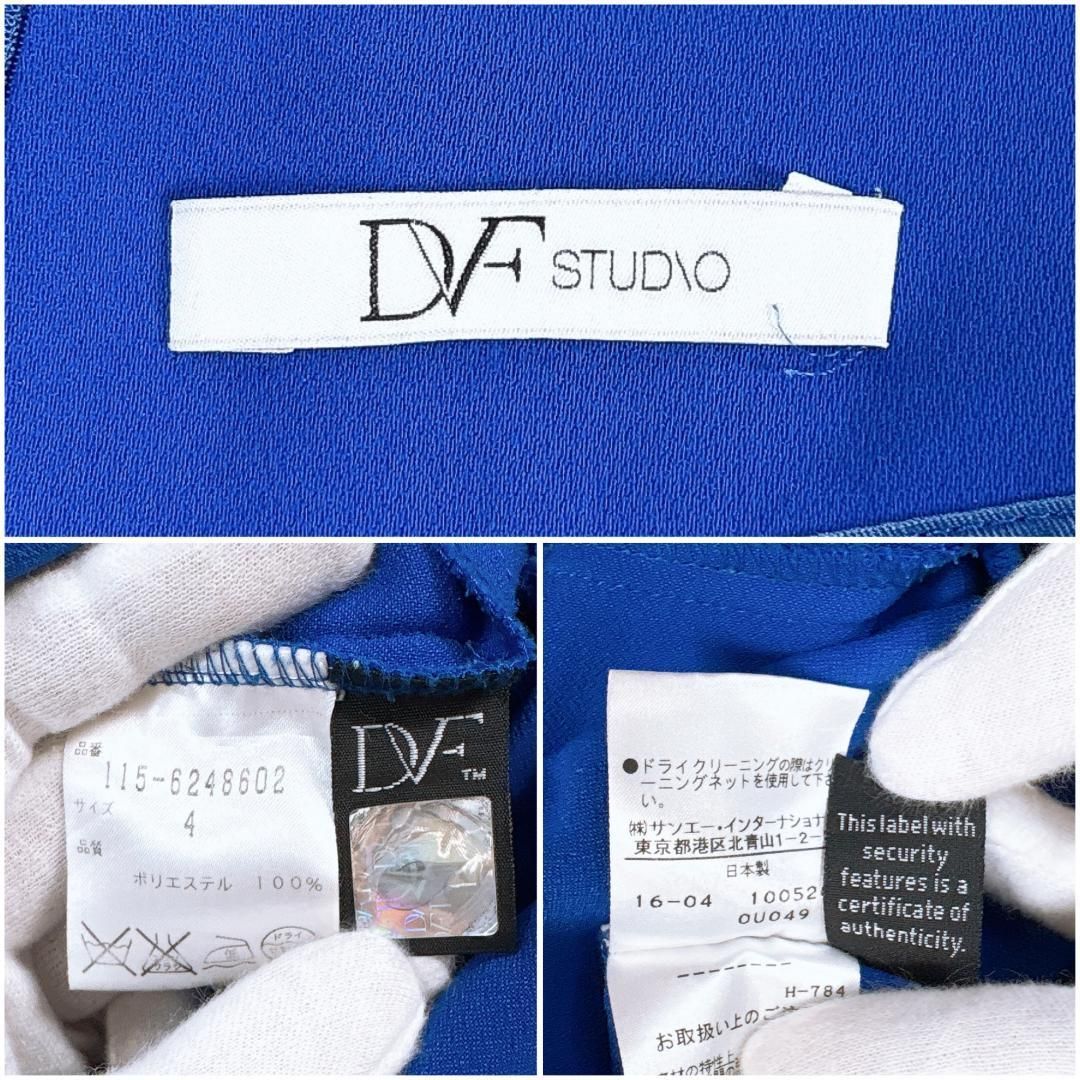 DVF STUDIO
品番
115-6248602
サイズ
4
品質
ポリエステル 100%
ドライ
DVF
TM
●ドライクリーニングの際はクリ
ーニングネットを使用して下さ
い。
(株)サンエー・インターナショナ
東京都港区北青山1-2-
日本製
16-04 10052
0U049
This label with
security
features is a
certificate of
authenticity.
H-784
お取扱い上のご